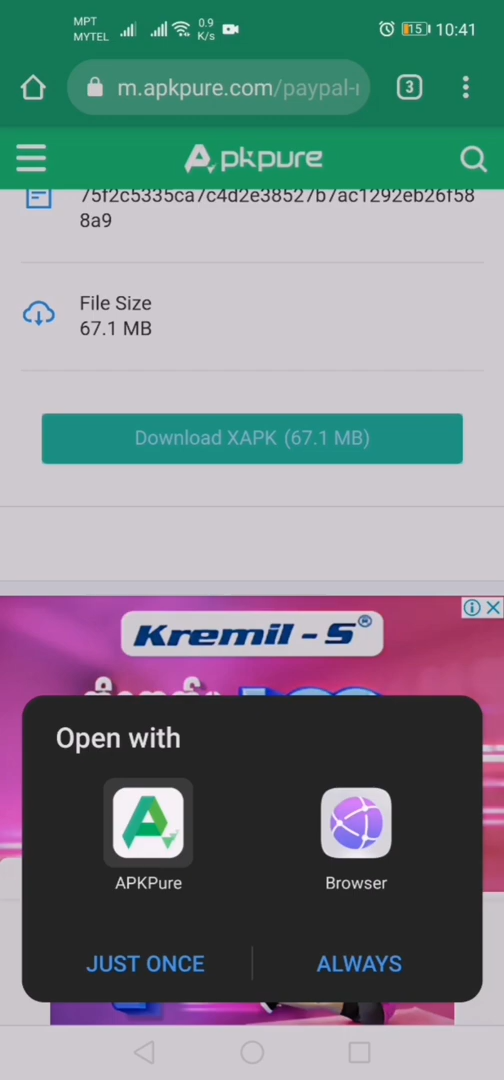 MPT
MYTEL
0.9
K/s
15
10:41
m.apkpure.com/paypal-
3
Apkpure
75f2c5335ca7c4d2e38527b7ac1292eb26f58
8a9
File Size
67.1 MB
Download XAPK (67.1 MB)
Kremil - S®
Open with
APKPure
Browser
JUST ONCE
ALWAYS